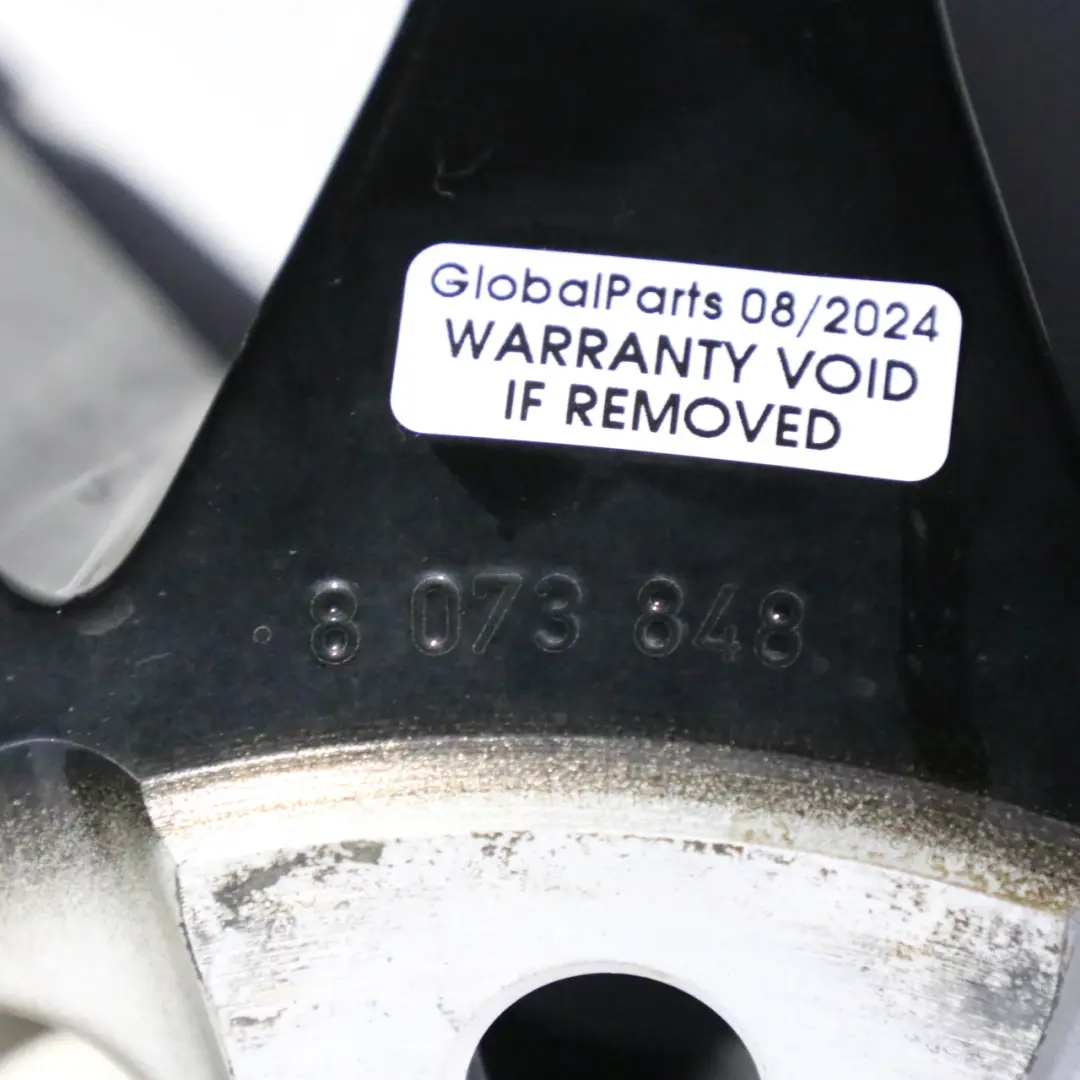 GlobalParts 08/2024
WARRANTY VOID
IF REMOVED
8 073 848